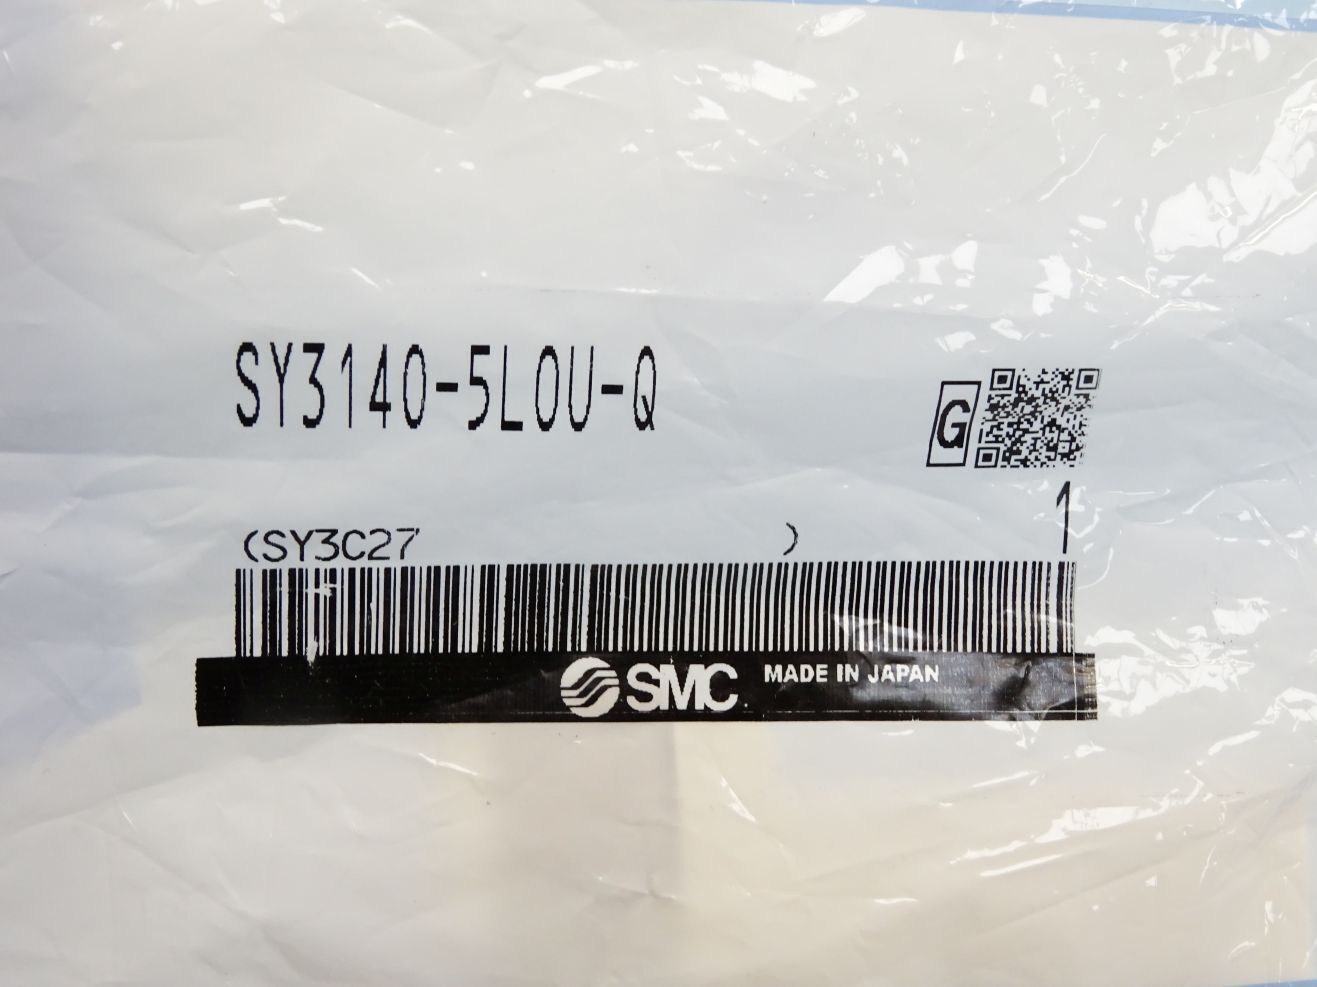 SY3140-5LOU-Q
G
1
(SY3C27 )
SMC MADE IN JAPAN